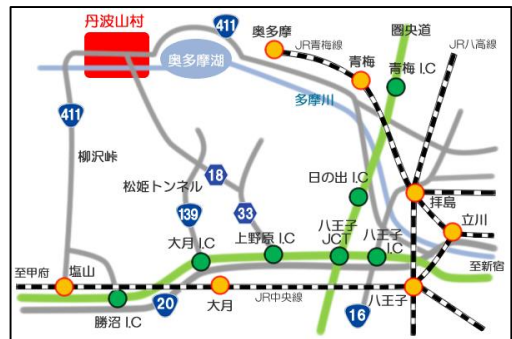 丹波山村
411
奥多摩湖
奥多摩
JR青梅線
圏央道
JR八高線
青梅
青梅 I.C
多摩川
411
柳沢峠
18
松姫トンネル
日の出 I.C
拝島
33
139
大月 I.C
上野原 I.C
八王子
JCT
八王子
I.C
立川
至甲府
塩山
至新宿
勝沼 I.C
20
大月
JR中央線
16
八王子